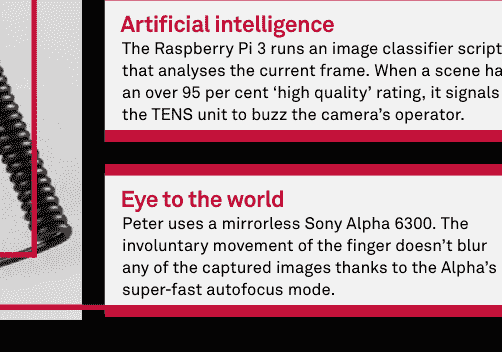 Artificial intelligence
The Raspberry Pi 3 runs an image classifier script
that analyses the current frame. When a scene
an over 95 per cent ‘high quality’ rating, it signals
the TENS unit to buzz the camera’s operator.
Eye to the world
Peter uses a mirrorless Sony Alpha 6300. The
involuntary movement of the finger doesn’t blur
any of the captured images thanks to the Alpha’s
super-fast autofocus mode.